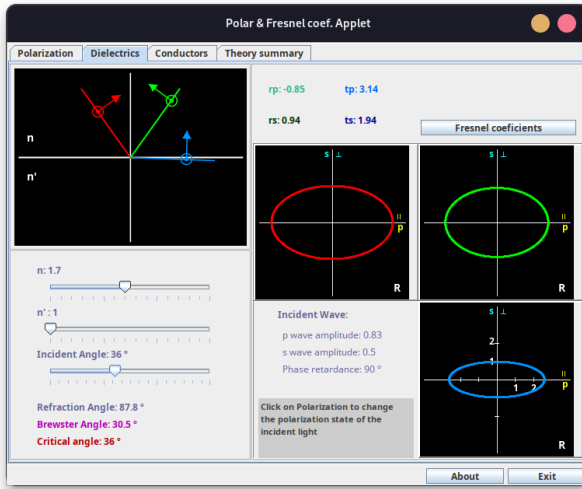 Polar & Fresnel coef. Applet
Polarization Dielectrics Conductors Theory summary
n
n'
rp: -0.85 tp: 3.14
rs: 0.94 ts: 1.94
Fresnel coeficients
s ⊥
=
p
R
s ⊥
=
p
R
n: 1.7
n' : 1
Incident Angle: 36 °
Refraction Angle: 87.8 °
Brewster Angle: 30.5 °
Critical angle: 36 °
Incident Wave:
p wave amplitude: 0.83
s wave amplitude: 0.5
Phase retardance: 90 °
Click on Polarization to change
the polarization state of the
incident light
s ⊥
2
1
1 2
=
p
R
About Exit